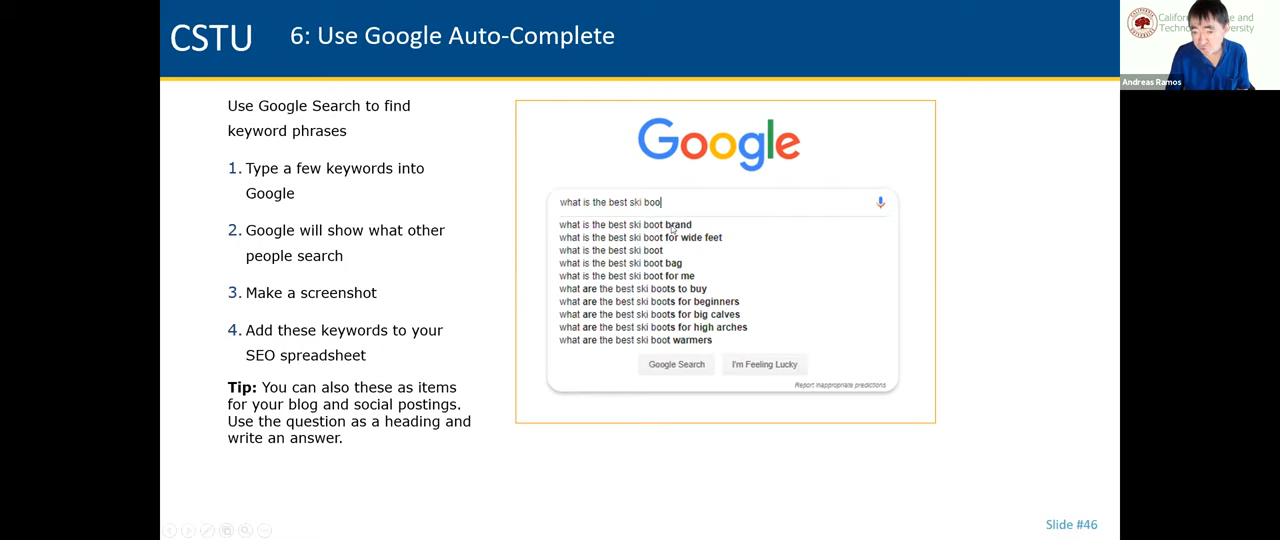 CSTU
6: Use Google Auto-Complete
Andreas Ramos
Use Google Search to find
keyword phrases
1. Type a few keywords into
Google
2. Google will show what other
people search
3. Make a screenshot
4. Add these keywords to your
SEO spreadsheet
Tip: You can also these as items
for your blog and social postings.
Use the question as a heading and
write an answer.
Google
what is the best ski boo
what is the best ski boot brand
what is the best ski boot for wide feet
what is the best ski boot
what is the best ski boot bag
what is the best ski boot for me
what are the best ski boots to buy
what are the best ski boots for beginners
what are the best ski boots for big calves
what are the best ski boots for high arches
what are the best ski boot warmers
Google Search
I'm Feeling Lucky
Report inappropriate predictions
Slide #46